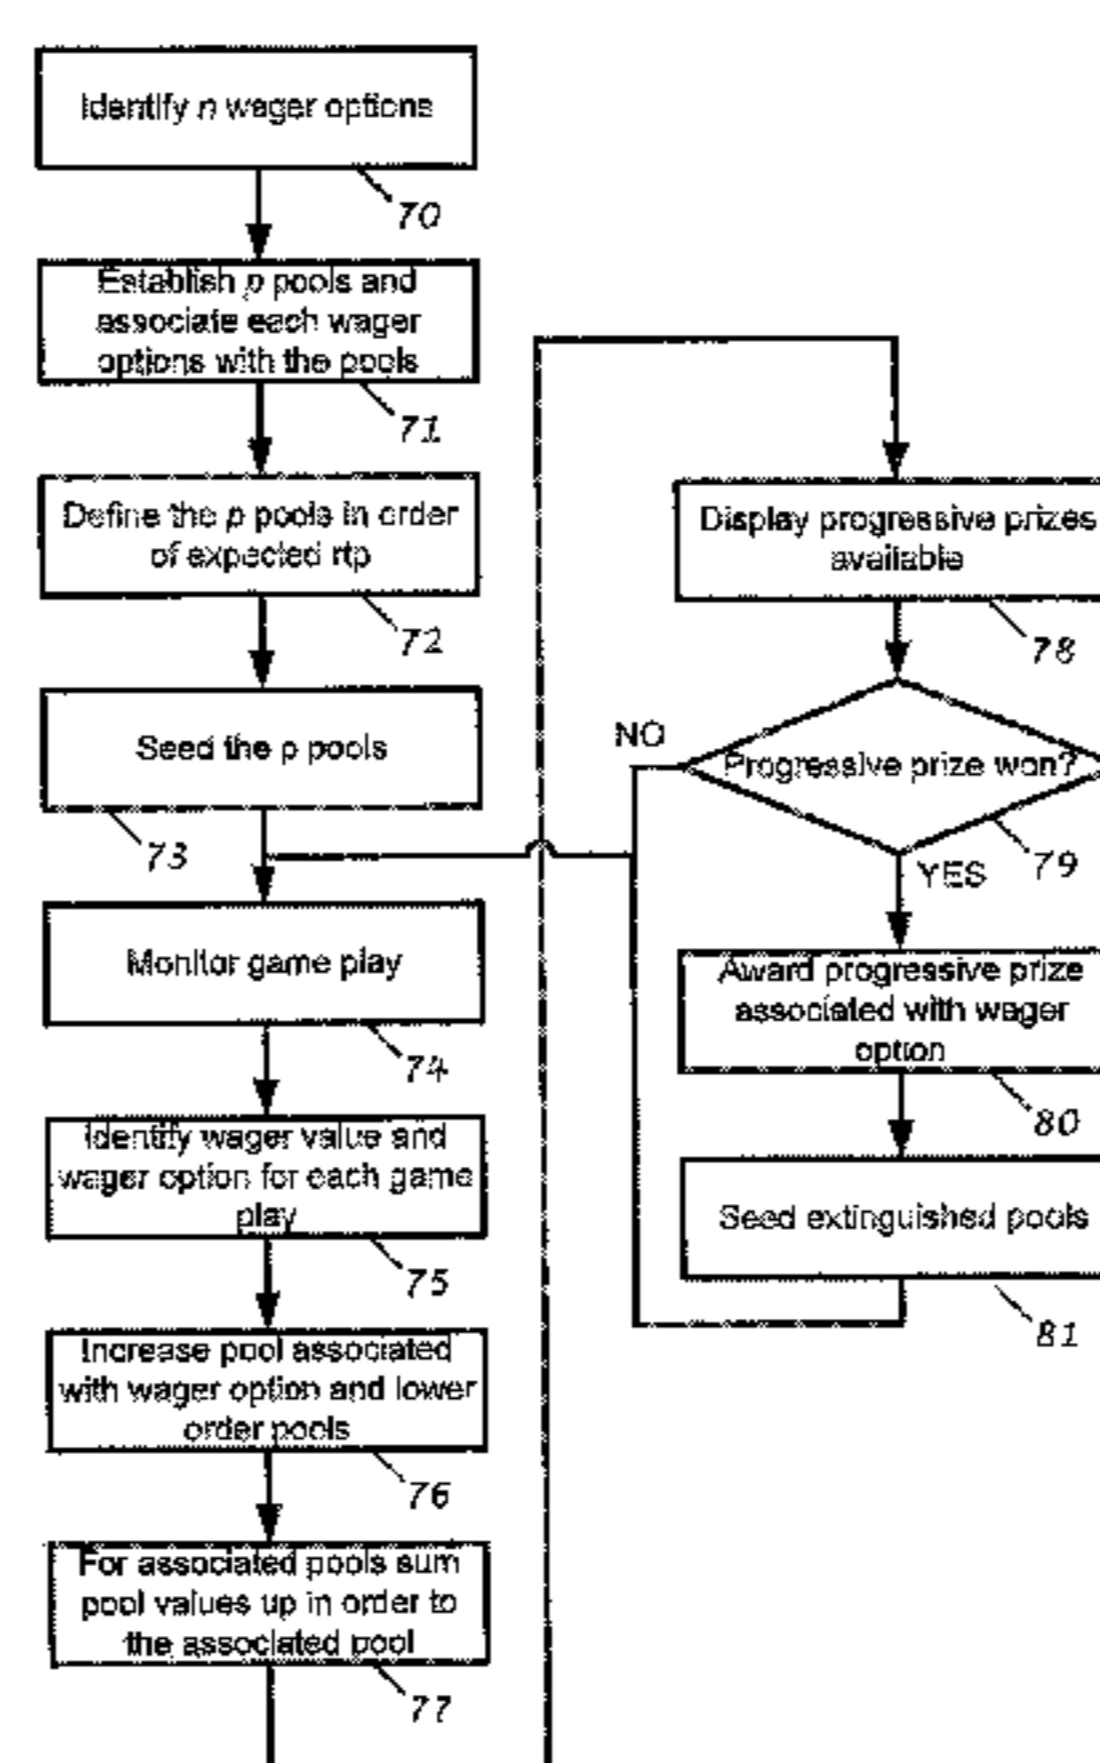 Identify n wager options
70
Establish p pools and
associate each wager
options with the pools
71
Define the p pools in order
of expected rtp
72
Seed the p pools
73
Monitor game play
74
Identify wager value and
wager option for each game
play
75
Increase pool associated
with wager option and lower
order pools
76
For associated pools sum
pool values up in order to
the associated pool
77
Display progressive prizes
available
78
NO
Progressive prize won?
79
YES
Award progressive prize
associated with wager
option
80
Seed extinguished pools
81